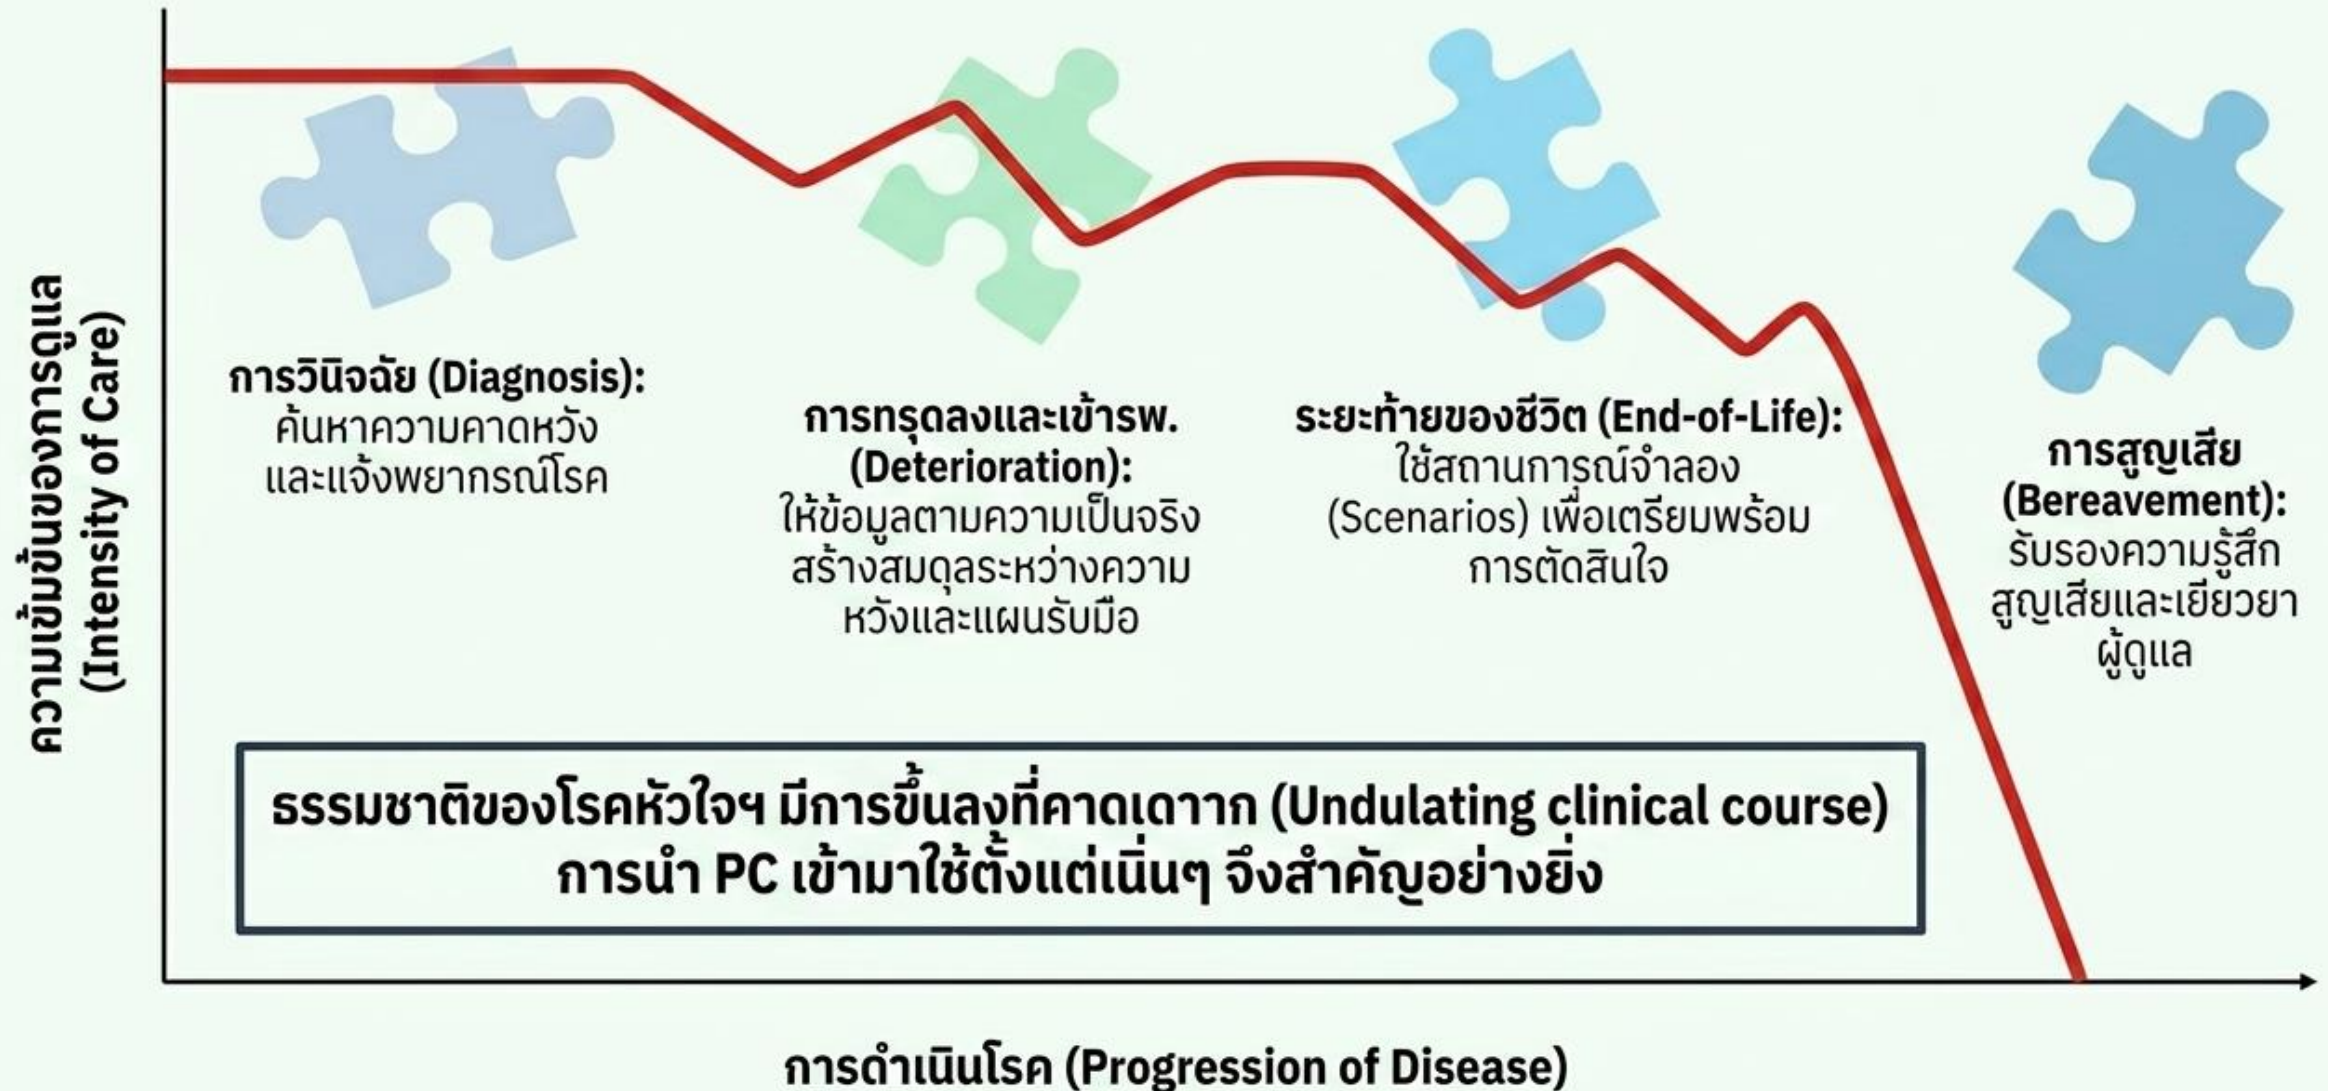 ความเข้มข้นของการดูแล
(Intensity of Care)
การวินิจฉัย (Diagnosis):
ค้นหาความคาดหวัง
และแจ้งพยากรณ์โรค
การทรุดลงและเข้ารพ.
(Deterioration):
ให้ข้อมูลตามความเป็นจริง
สร้างสมดุลระหว่างความ
หวังและแผนรับมือ
ระยะท้ายของชีวิต (End-of-Life):
ใช้สถานการณ์จำลอง
(Scenarios) เพื่อเตรียมพร้อม
การตัดสินใจ
การสูญเสีย
(Bereavement):
รับรองความรู้สึก
สูญเสียและเยียวยา
ผู้ดูแล
ธรรมชาติของโรคหัวใจฯ มีการขึ้นลงที่คาดเดาาก (Undulating clinical course)
การนำ PC เข้ามาใช้ตั้งแต่เนิ่นๆ จึงสำคัญอย่างยิ่ง
การดำเนินโรค (Progression of Disease)